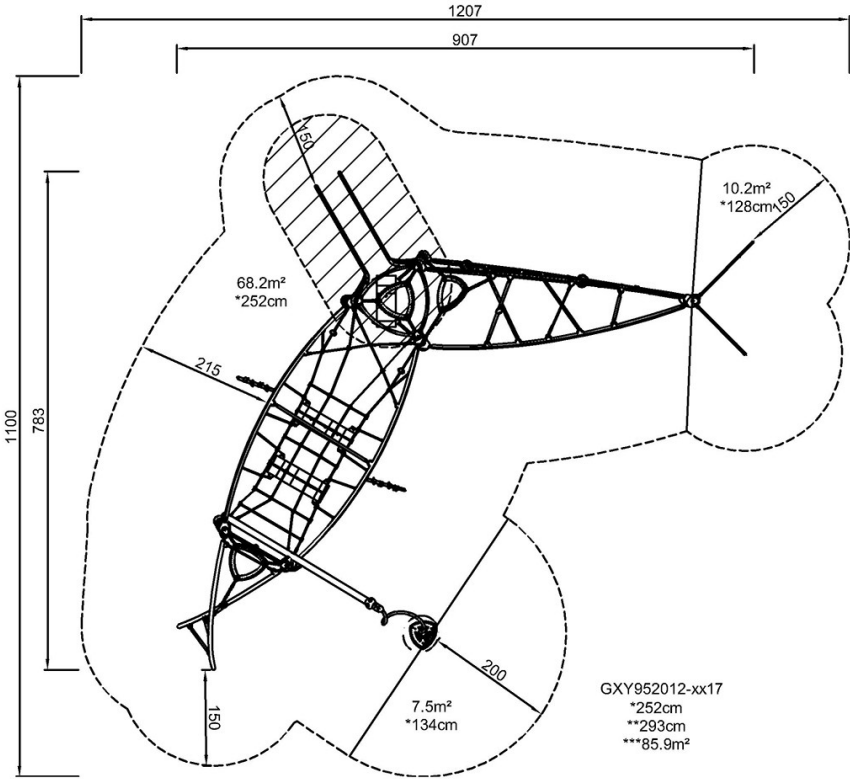 1207
907
150
10.2m²
*128cm
150
68.2m²
*252cm
215
1100
783
200
7.5m²
*134cm
150
GXY952012-xx17
*252cm
**293cm
***85.9m²